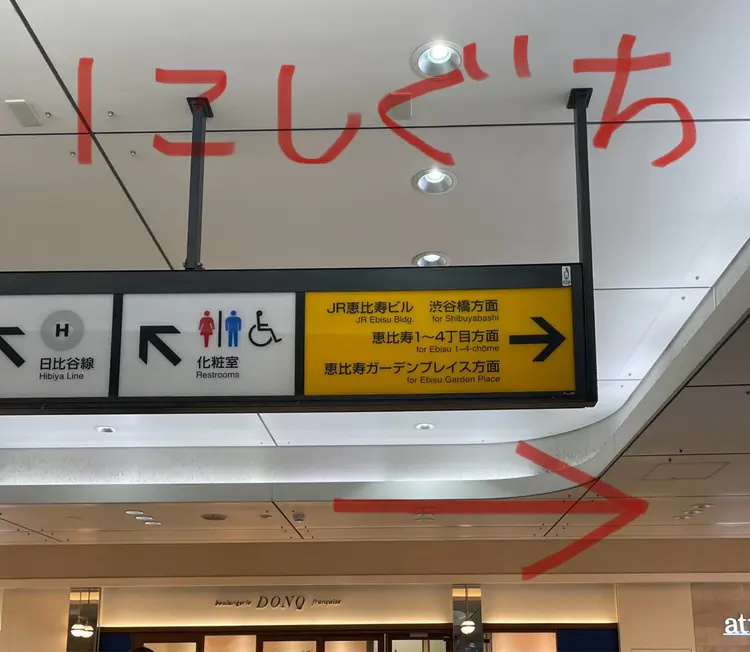 にしぐち
H
日比谷線
Hibiya Line
化粧室
Restrooms
JR恵比寿ビル 渋谷橋方面
JR Ebisu Bldg. for Shibuyabashi
恵比寿1〜4丁目方面
for Ebisu 1–4-chōme
恵比寿ガーデンプレイス方面
for Ebisu Garden Place
boulangerie DONQ française